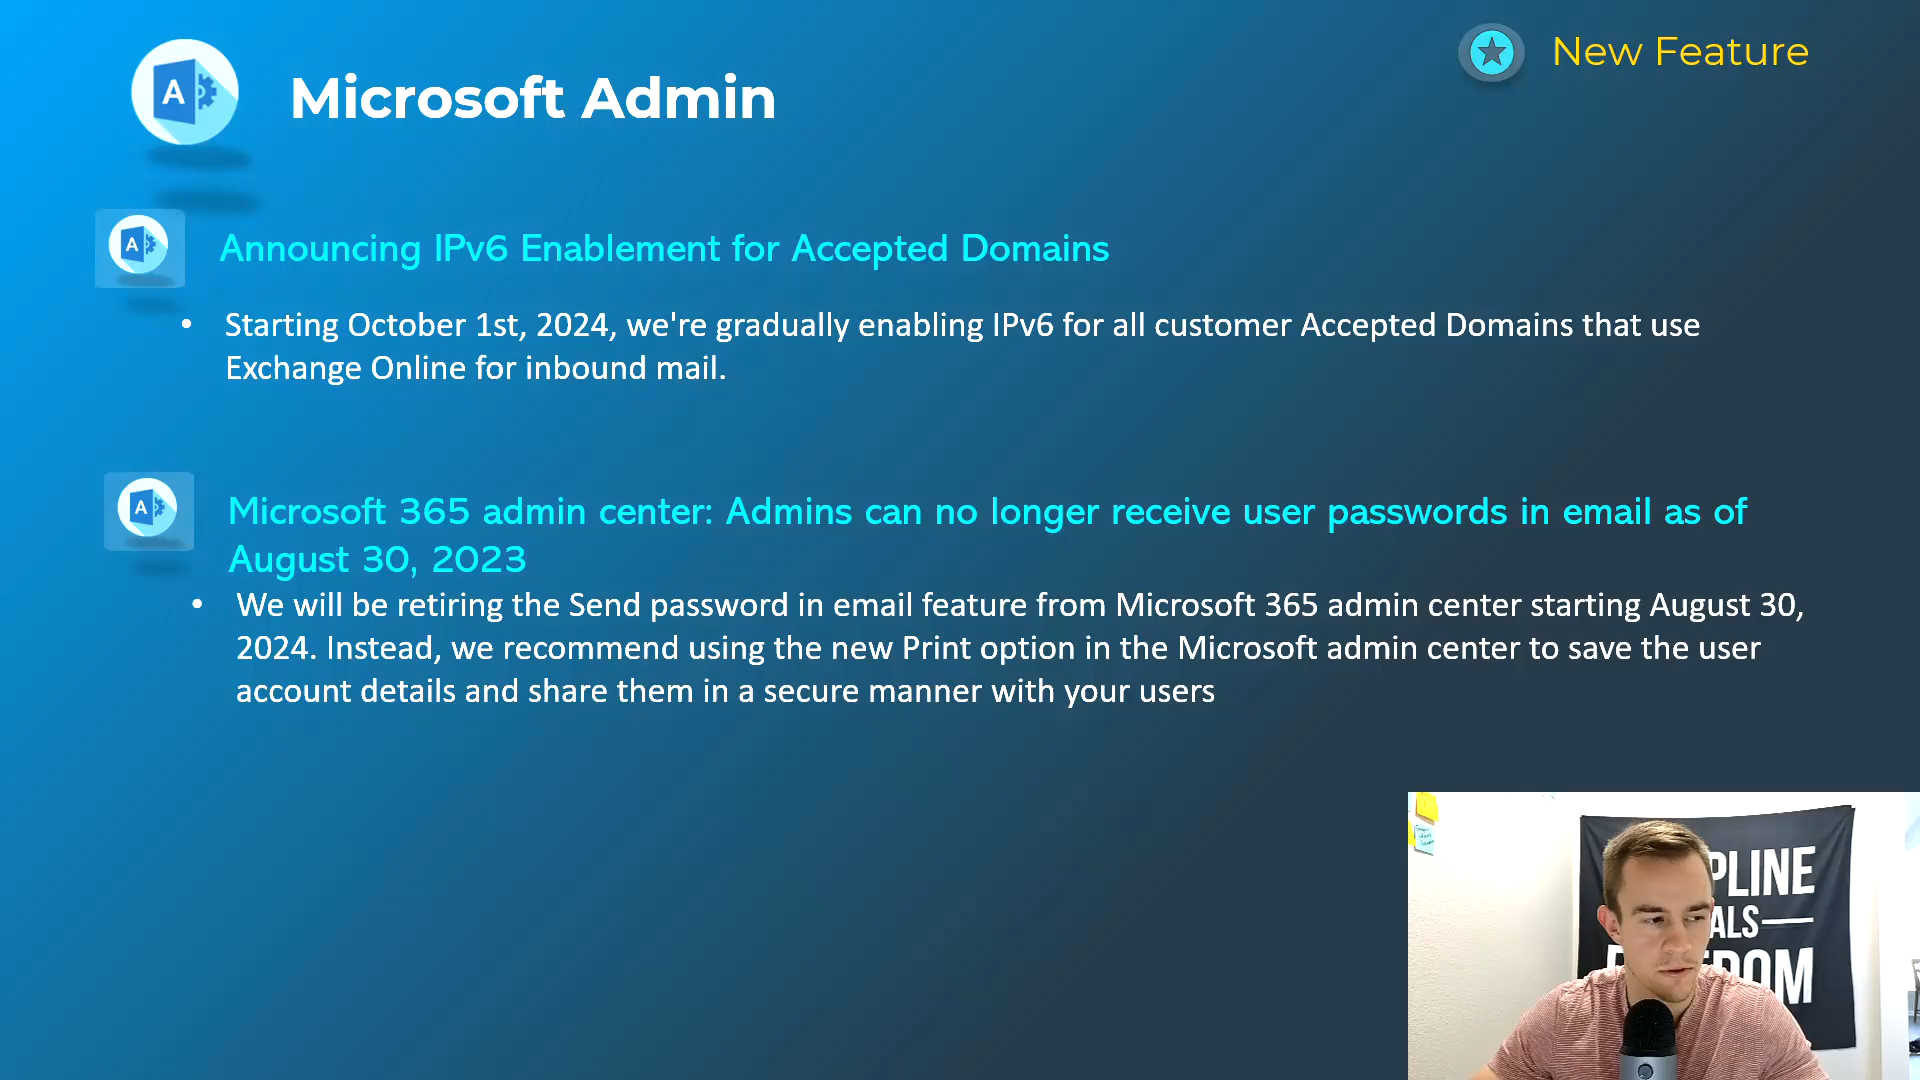 Microsoft Admin
New Feature
Announcing IPv6 Enablement for Accepted Domains
• Starting October 1st, 2024, we're gradually enabling IPv6 for all customer Accepted Domains that use
Exchange Online for inbound mail.
Microsoft 365 admin center: Admins can no longer receive user passwords in email as of
August 30, 2023
• We will be retiring the Send password in email feature from Microsoft 365 admin center starting August 30,
2024. Instead, we recommend using the new Print option in the Microsoft admin center to save the user
account details and share them in a secure manner with your users
A
A
A
PLINE
ALS
DOM